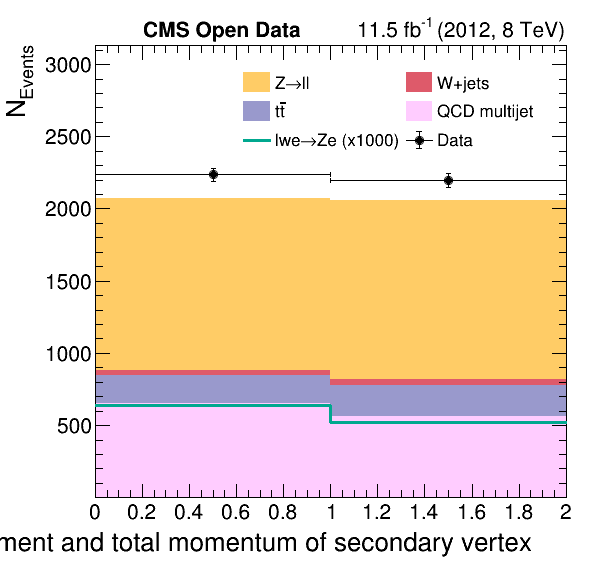 CMS Open Data 11.5 fb⁻¹ (2012, 8 TeV)
N_Events
Z→ll W+jets
tt̄ QCD multijet
lwe→Ze (x1000) Data
3000
2500
2000
1500
1000
500
0 0.2 0.4 0.6 0.8 1 1.2 1.4 1.6 1.8 2
ment and total momentum of secondary vertex